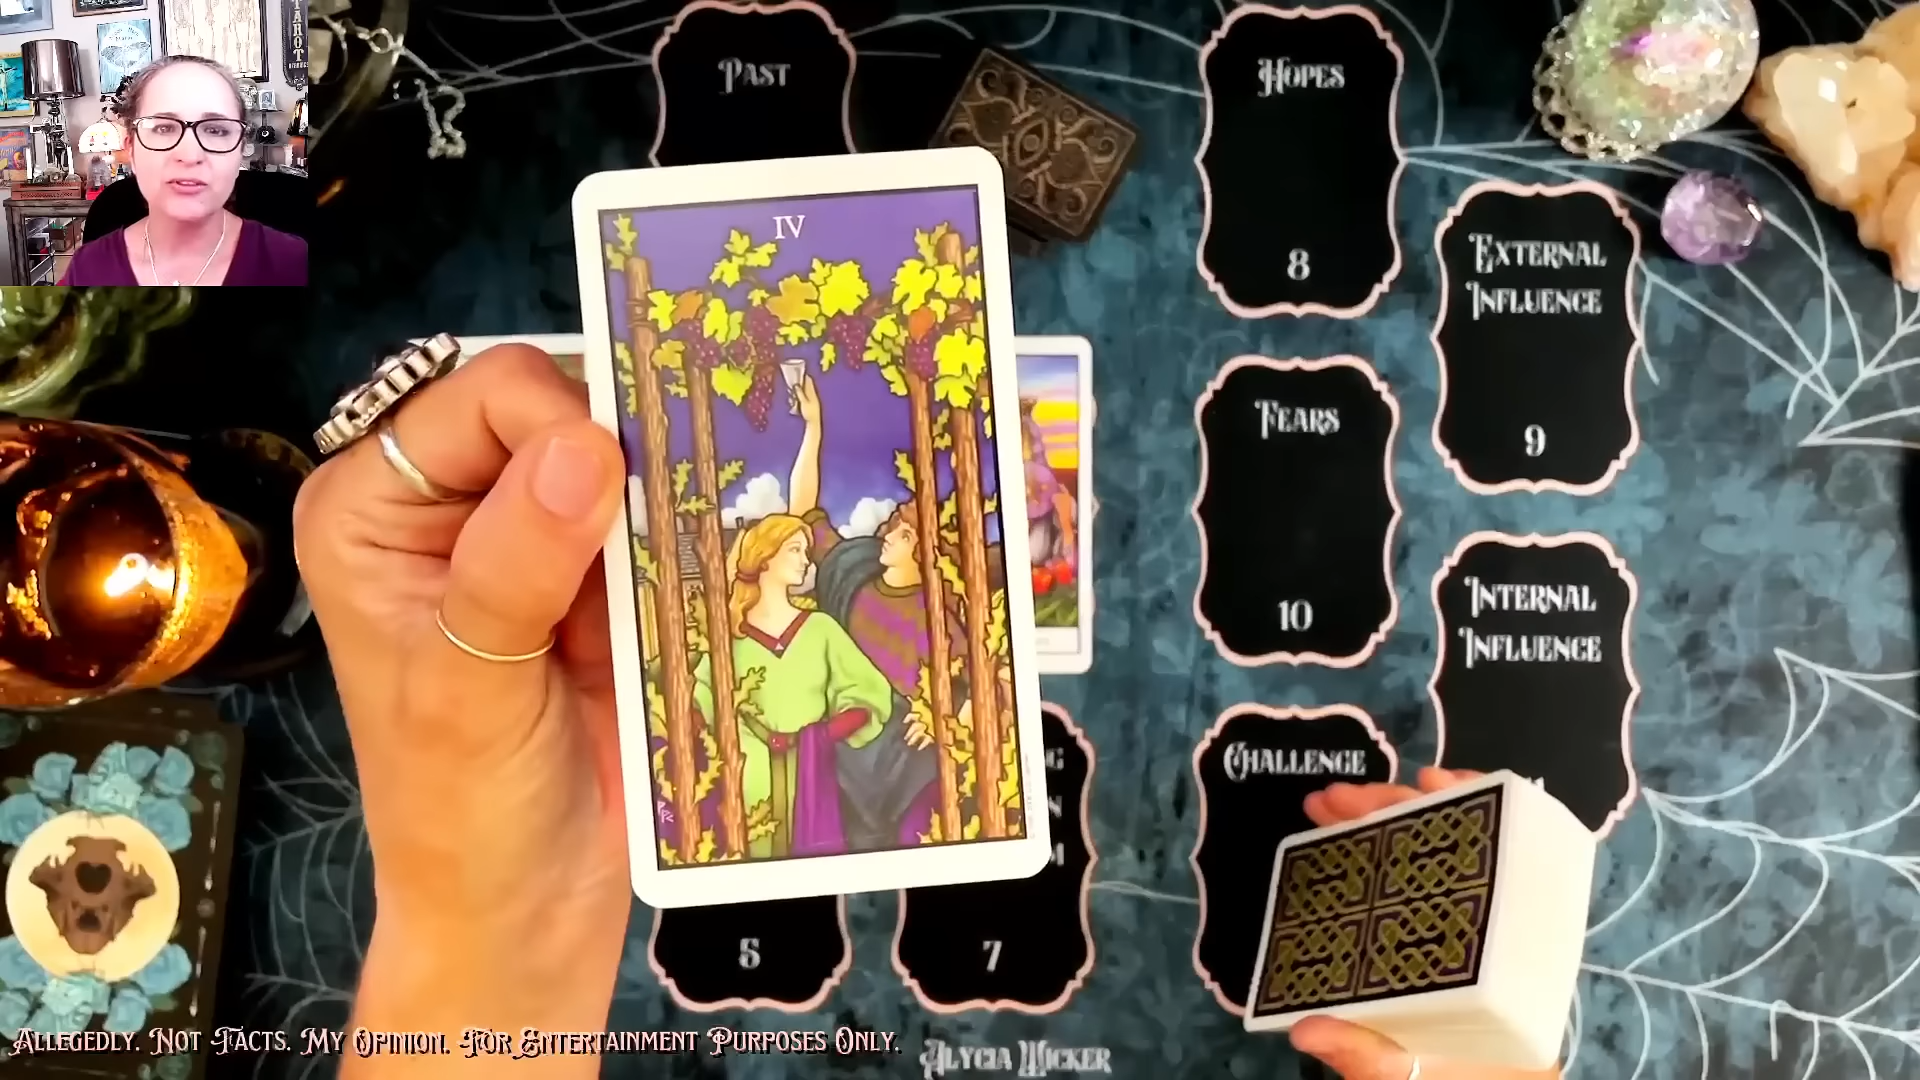 TAROT
PAST
HOPES
8
IV
EXTERNAL
INFLUENCE
9
FEARS
10
INTERNAL
INFLUENCE
CHALLENGE
G
N
M
5
7
ALLEGEDLY. NOT FACTS. MY OPINION. FOR ENTERTAINMENT PURPOSES ONLY.
ALYCIA WICKER